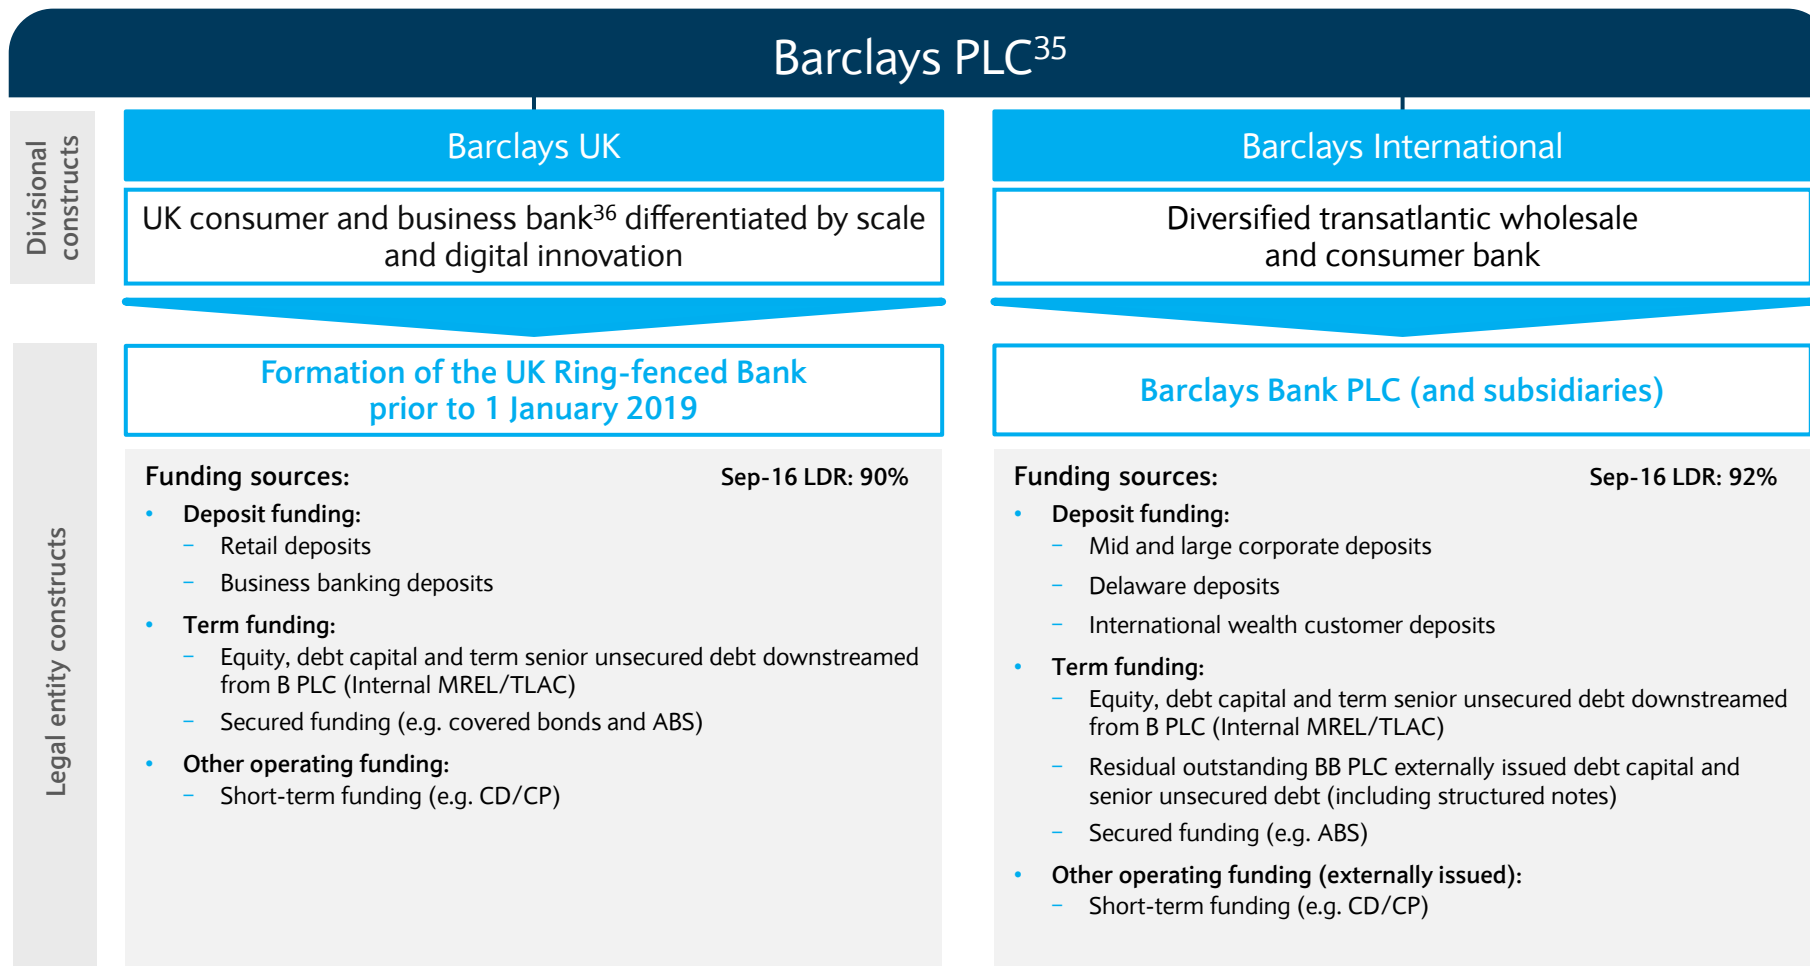 Barclays PLC35
Divisional
constructs
Barclays UK
UK consumer and business bank36 differentiated by scale
and digital innovation
Barclays International
Diversified transatlantic wholesale
and consumer bank
Legal entity constructs
Formation of the UK Ring-fenced Bank
prior to 1 January 2019
Funding sources: Sep-16 LDR: 90%
• Deposit funding:
– Retail deposits
– Business banking deposits
• Term funding:
– Equity, debt capital and term senior unsecured debt downstreamed
from B PLC (Internal MREL/TLAC)
– Secured funding (e.g. covered bonds and ABS)
• Other operating funding:
– Short-term funding (e.g. CD/CP)
Barclays Bank PLC (and subsidiaries)
Funding sources: Sep-16 LDR: 92%
• Deposit funding:
– Mid and large corporate deposits
– Delaware deposits
– International wealth customer deposits
• Term funding:
– Equity, debt capital and term senior unsecured debt downstreamed
from B PLC (Internal MREL/TLAC)
– Residual outstanding BB PLC externally issued debt capital and
senior unsecured debt (including structured notes)
– Secured funding (e.g. ABS)
• Other operating funding (externally issued):
– Short-term funding (e.g. CD/CP)